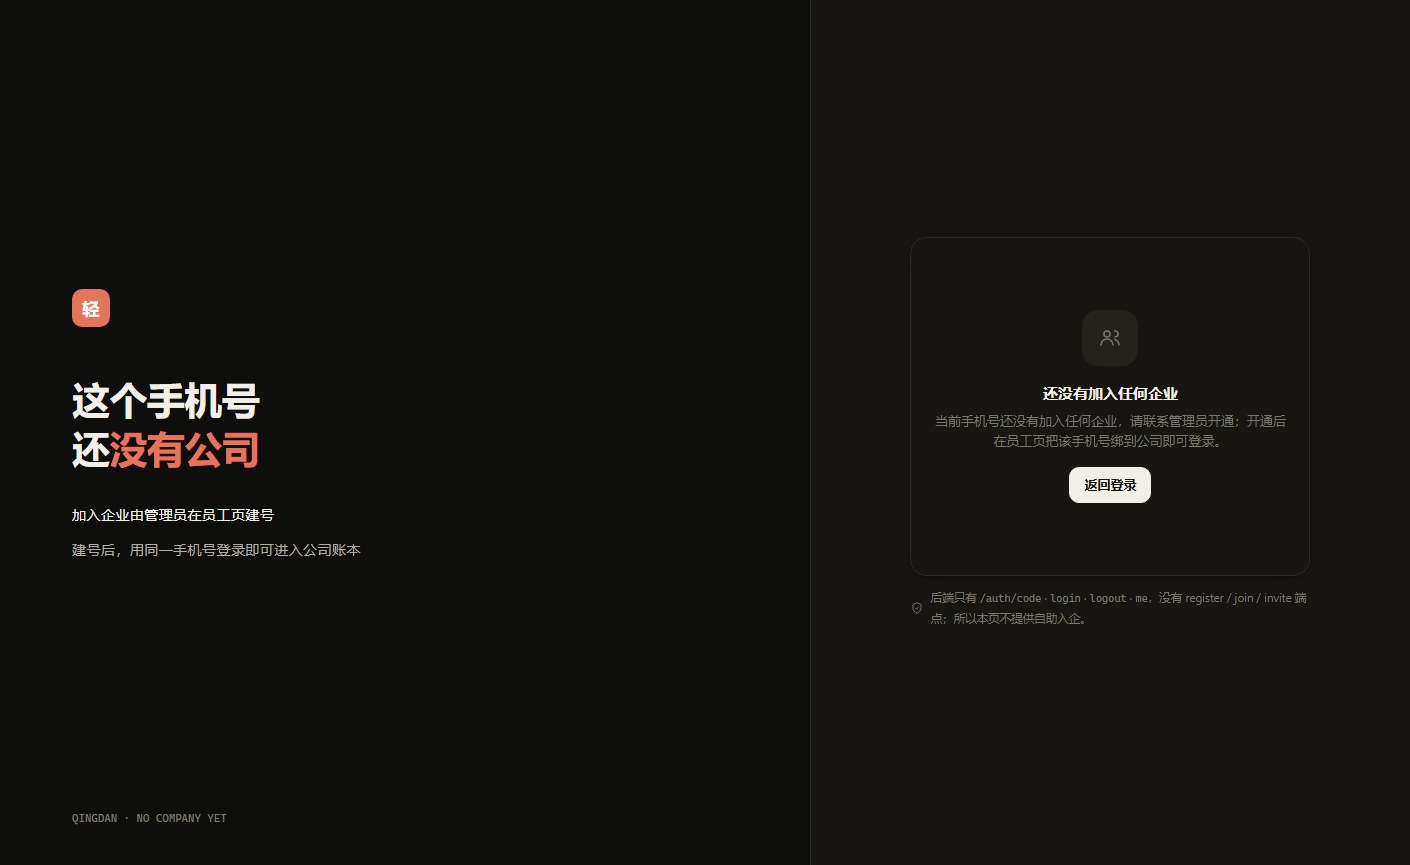 轻
这个手机号
还没有公司
加入企业由管理员在员工页建号
建号后，用同一手机号登录即可进入公司账本
QINGDAN · NO COMPANY YET
还没有加入任何企业
当前手机号还没有加入任何企业，请联系管理员开通；开通后
在员工页把该手机号绑到公司即可登录。
返回登录
后端只有 /auth/code · login · logout · me，没有 register / join / invite 端
点；所以本页不提供自助入企。